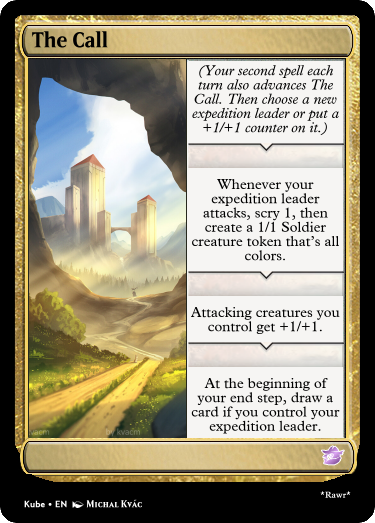 The Call
(Your second spell each
turn also advances The
Call. Then choose a new
expedition leader or put a
+1/+1 counter on it.)
Whenever your
expedition leader
attacks, scry 1, then
create a 1/1 Soldier
creature token that's all
colors.
Attacking creatures you
control get +1/+1.
At the beginning of
your end step, draw a
card if you control your
expedition leader.
by kvacm
*Rawr*
Kube • EN Michal Kvác